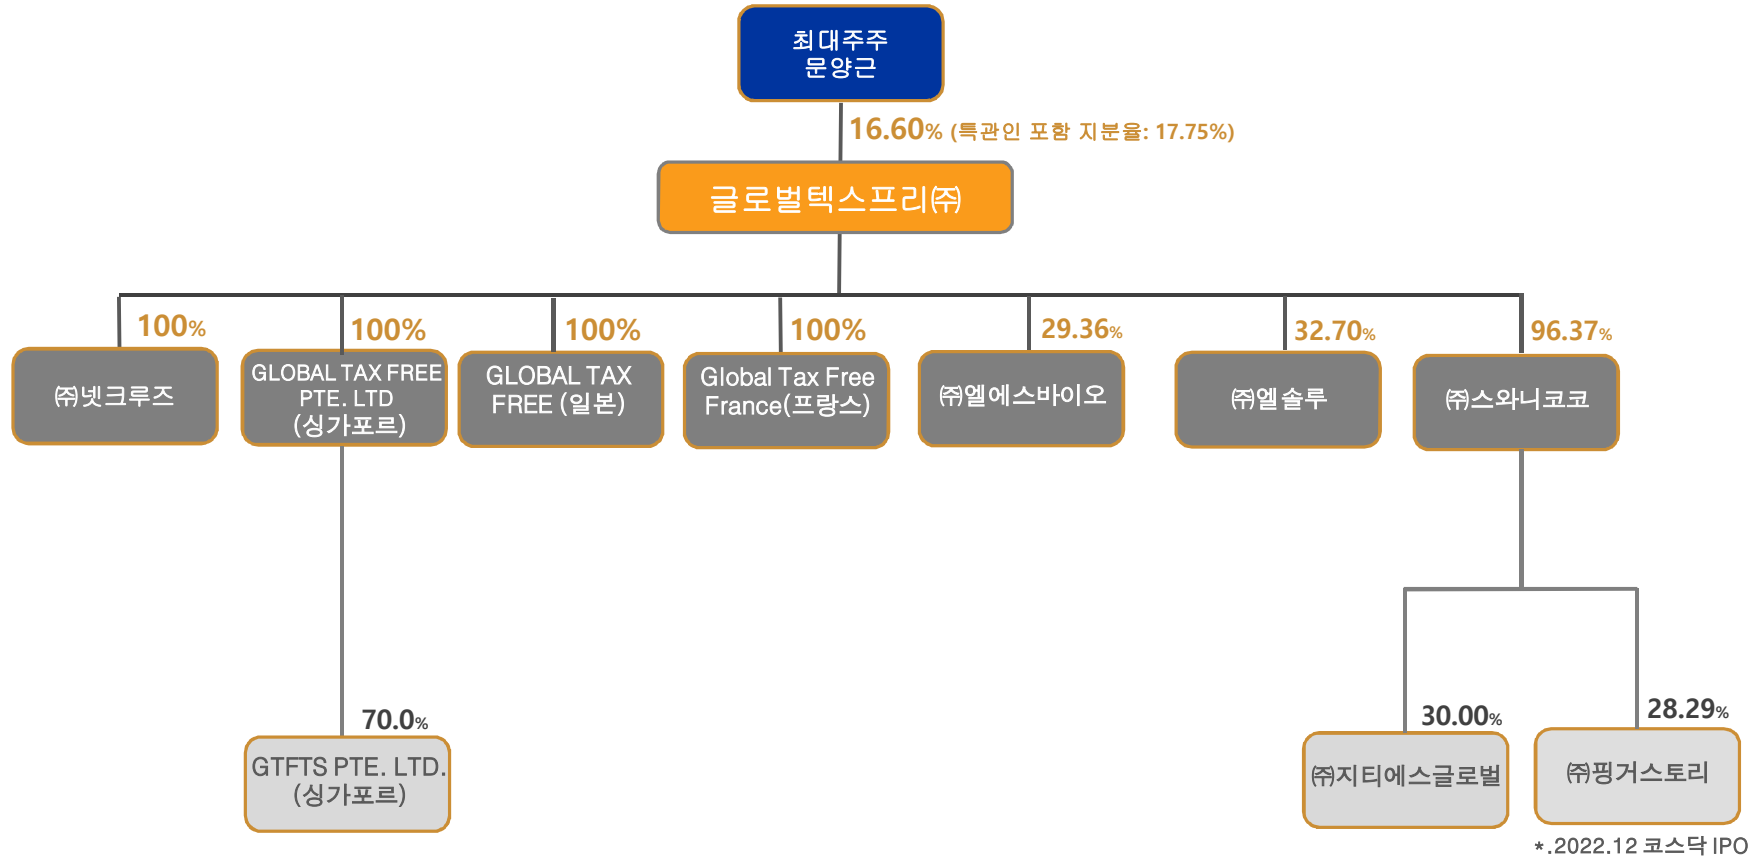 최대주주
문양근
16.60% (특관인 포함 지분율: 17.75%)
글로벌텍스프리㈜
100%
100%
100%
100%
29.36%
32.70%
96.37%
㈜넷크루즈
GLOBAL TAX FREE
PTE. LTD
(싱가포르)
GLOBAL TAX
FREE (일본)
Global Tax Free
France(프랑스)
㈜엘에스바이오
㈜엘솔루
㈜스와니코코
70.0%
30.00%
28.29%
GTFTS PTE. LTD.
(싱가포르)
㈜지티에스글로벌
㈜핑거스토리
*.2022.12 코스닥 IPO